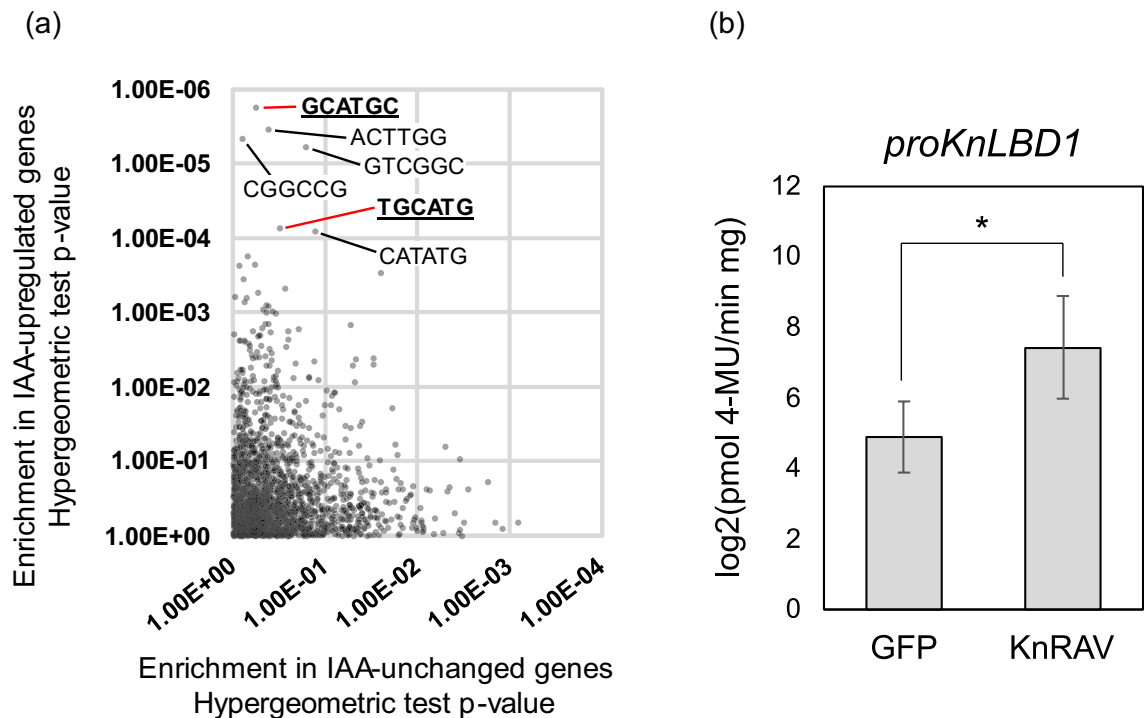 (a)
Enrichment in IAA-upregulated genes
Hypergeometric test p-value
1.00E-06
1.00E-05
1.00E-04
1.00E-03
1.00E-02
1.00E-01
1.00E+00
GCATGC
ACTTGG
GTCGGC
CGGCCG
TGCATG
CATATG
1.00E+00
1.00E-01
1.00E-02
1.00E-03
1.00E-04
Enrichment in IAA-unchanged genes
Hypergeometric test p-value
(b)
proKnLBD1
log2(pmol 4-MU/min mg)
12
10
8
6
4
2
0
*
GFP
KnRAV